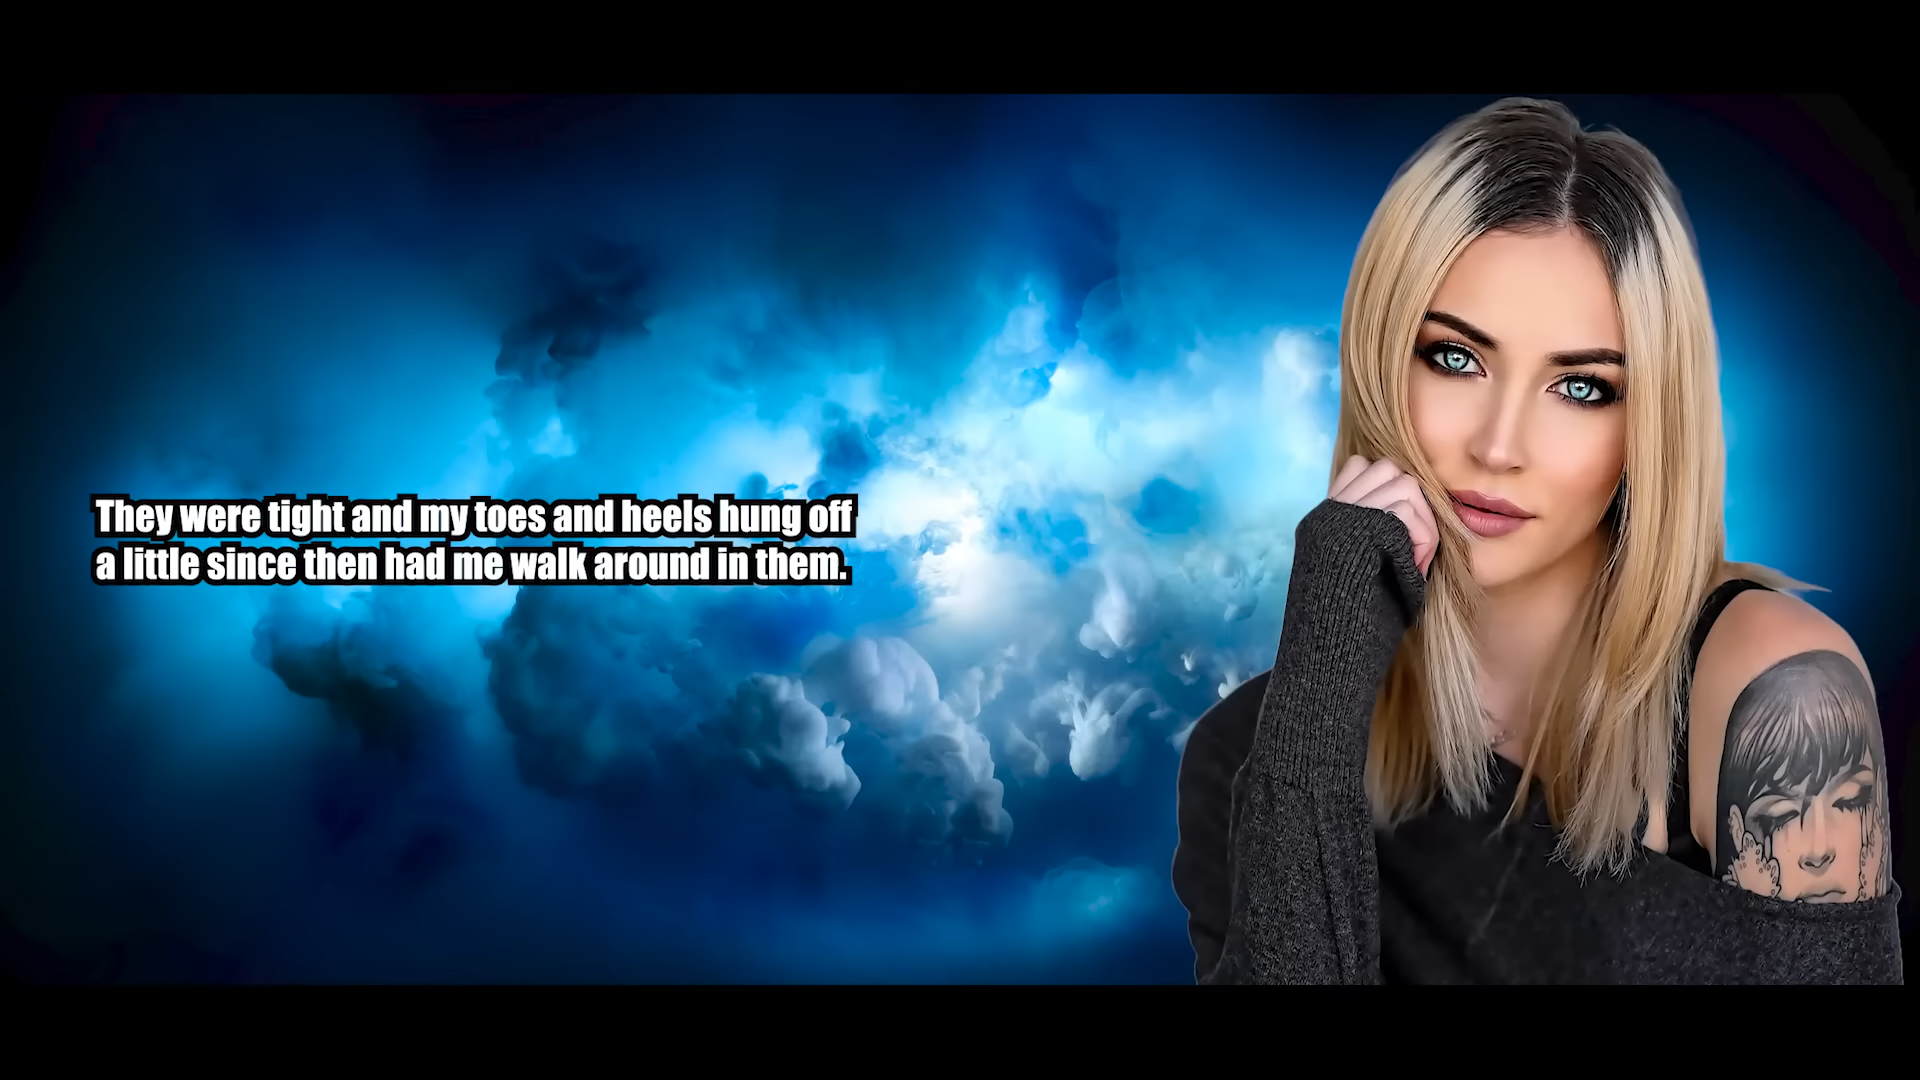 They were tight and my toes and heels hung off
a little since then had me walk around in them.